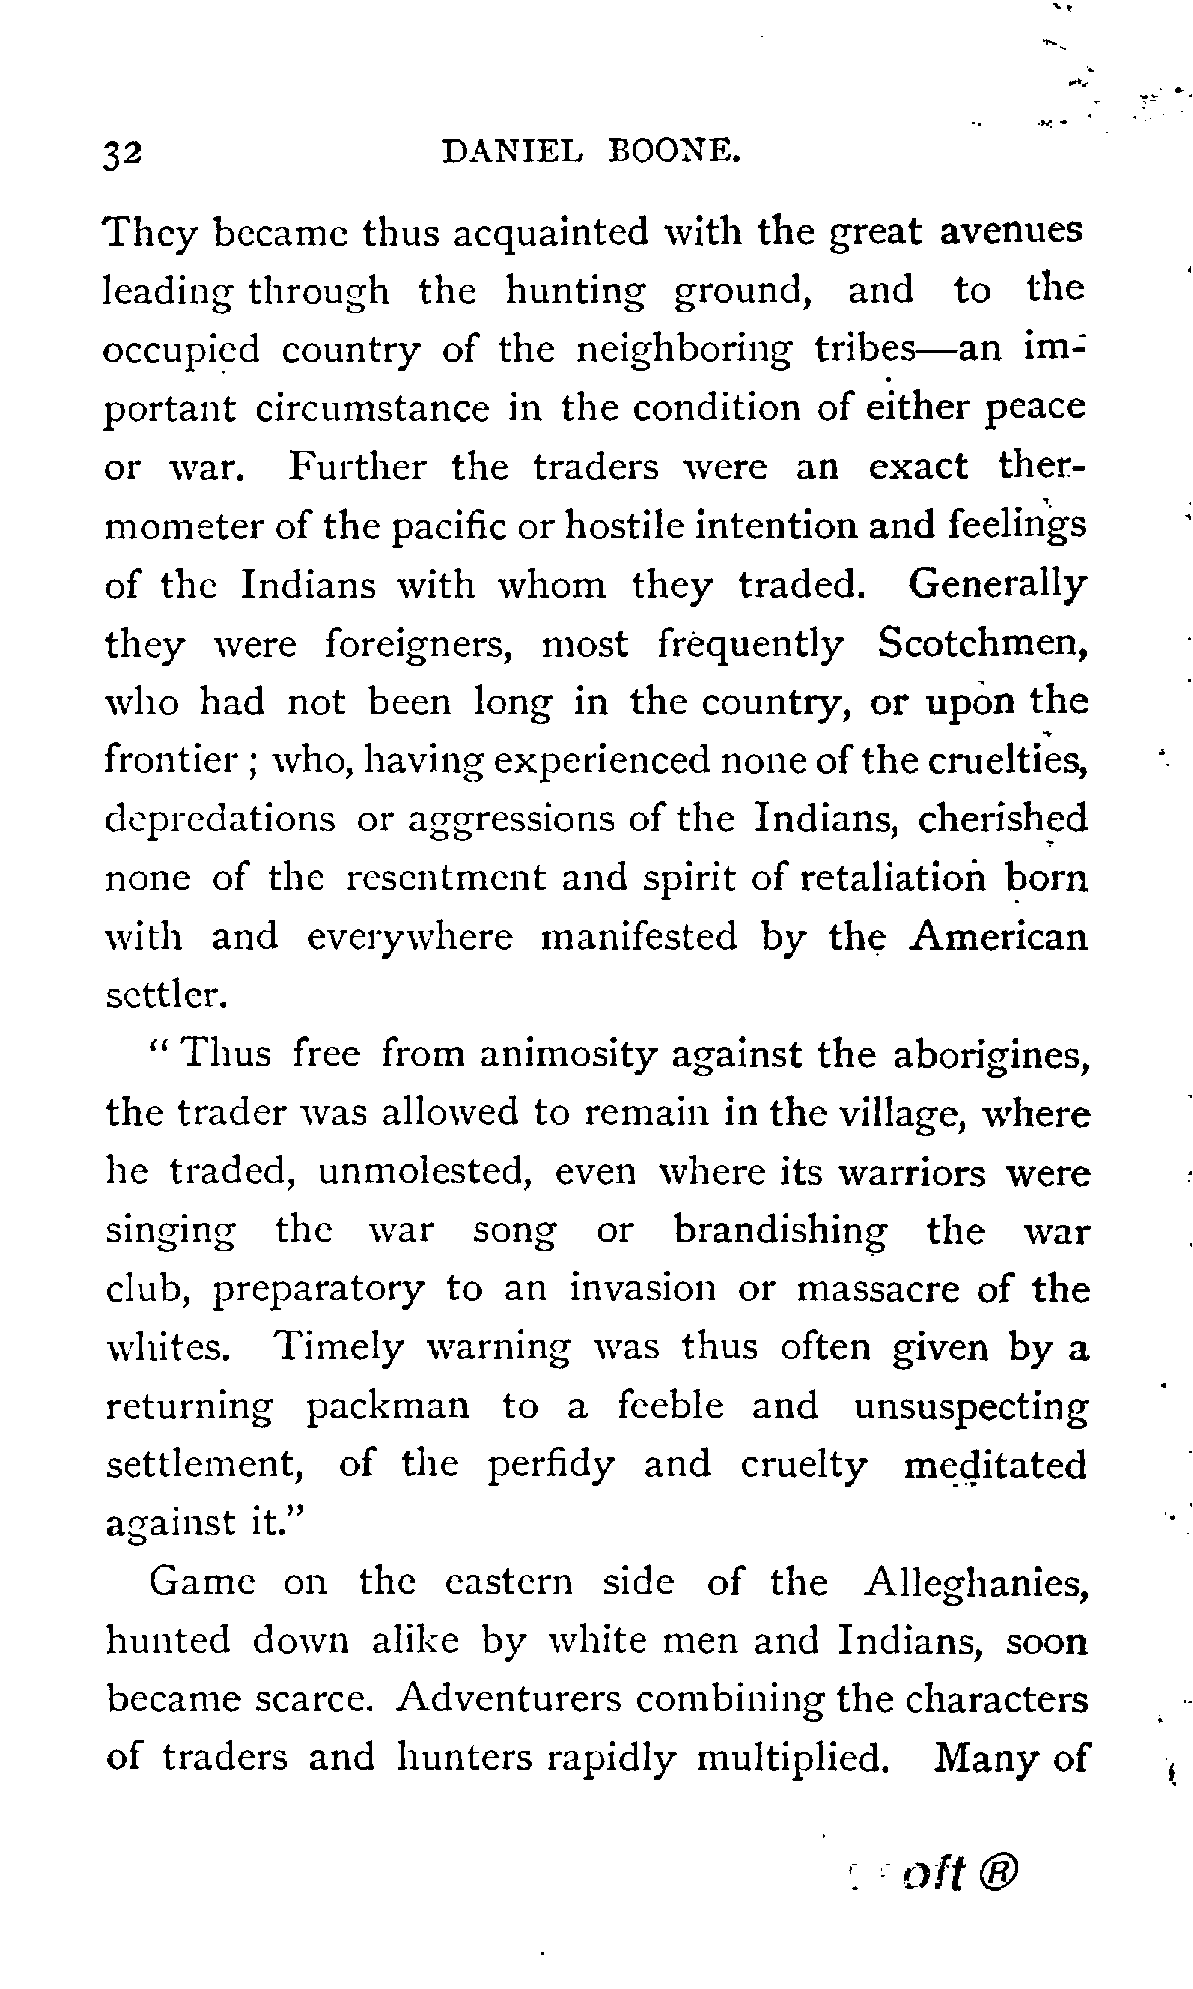 32 DANIEL BOONE.
They became thus acquainted with the great avenues
leading through the hunting ground, and to the
occupied country of the neighboring tribes—an im-
portant circumstance in the condition of either peace
or war. Further the traders were an exact ther-
mometer of the pacific or hostile intention and feelings
of the Indians with whom they traded. Generally
they were foreigners, most frequently Scotchmen,
who had not been long in the country, or upon the
frontier ; who, having experienced none of the cruelties,
depredations or aggressions of the Indians, cherished
none of the resentment and spirit of retaliation born
with and everywhere manifested by the American
settler.
" Thus free from animosity against the aborigines,
the trader was allowed to remain in the village, where
he traded, unmolested, even where its warriors were
singing the war song or brandishing the war
club, preparatory to an invasion or massacre of the
whites. Timely warning was thus often given by a
returning packman to a feeble and unsuspecting
settlement, of the perfidy and cruelty meditated
against it."
Game on the eastern side of the Alleghanies,
hunted down alike by white men and Indians, soon
became scarce. Adventurers combining the characters
of traders and hunters rapidly multiplied. Many of
oft ®